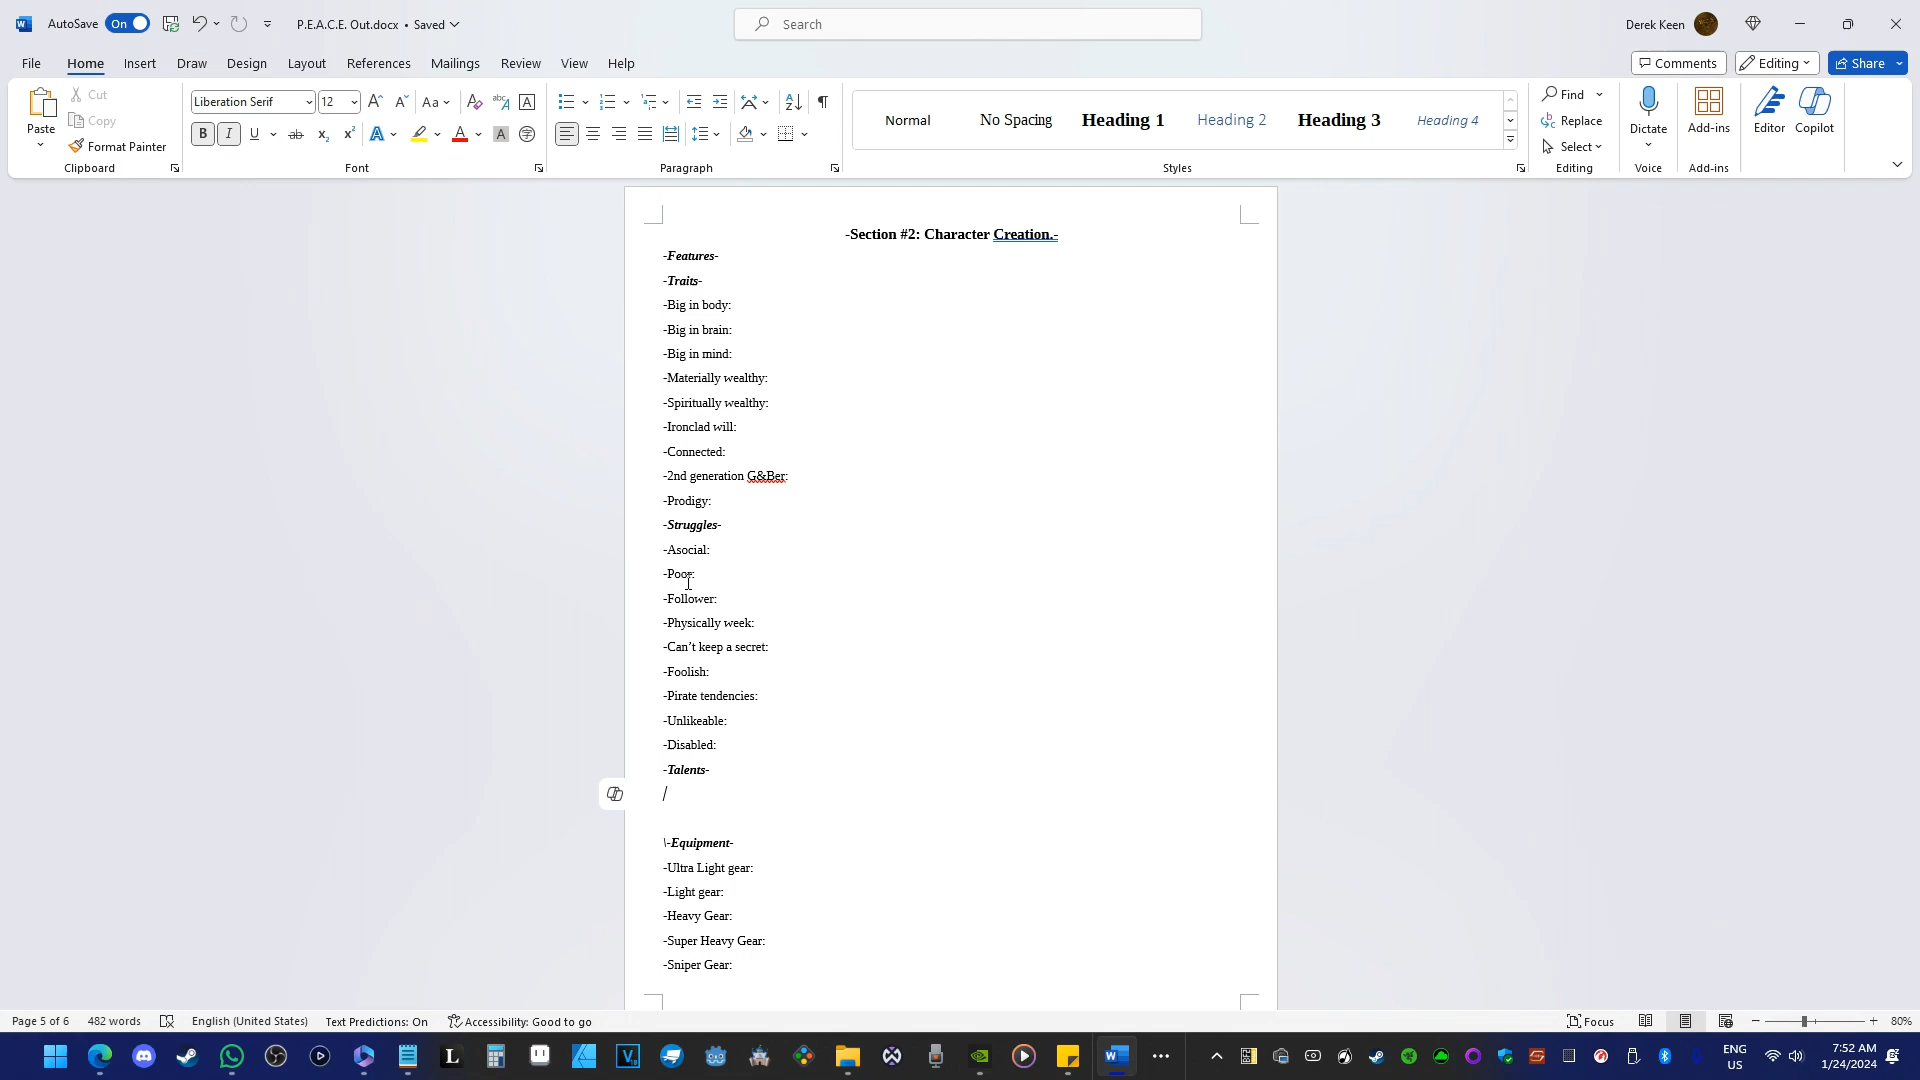 AutoSave On P.E.A.C.E. Out.docx • Saved Search Derek Keen
File Home Insert Draw Design Layout References Mailings Review View Help Comments Editing Share
Paste Cut Copy Format Painter
Clipboard
Liberation Serif 12 Aa A
B I U ab x₂ x² A A A
Font
Paragraph
Normal No Spacing Heading 1 Heading 2 Heading 3 Heading 4
Styles
Find Replace Select
Editing
Dictate
Voice
Add-ins
Add-ins
Editor Copilot
-Section #2: Character Creation.-
-Features-
-Traits-
-Big in body:
-Big in brain:
-Big in mind:
-Materially wealthy:
-Spiritually wealthy:
-Ironclad will:
-Connected:
-2nd generation G&Ber:
-Prodigy:
-Struggles-
-Asocial:
-Poor:
-Follower:
-Physically week:
-Can’t keep a secret:
-Foolish:
-Pirate tendencies:
-Unlikeable:
-Disabled:
-Talents-
\-Equipment-
-Ultra Light gear:
-Light gear:
-Heavy Gear:
-Super Heavy Gear:
-Sniper Gear:
Page 5 of 6 482 words English (United States) Text Predictions: On Accessibility: Good to go Focus 80%
ENG US 7:52 AM 1/24/2024